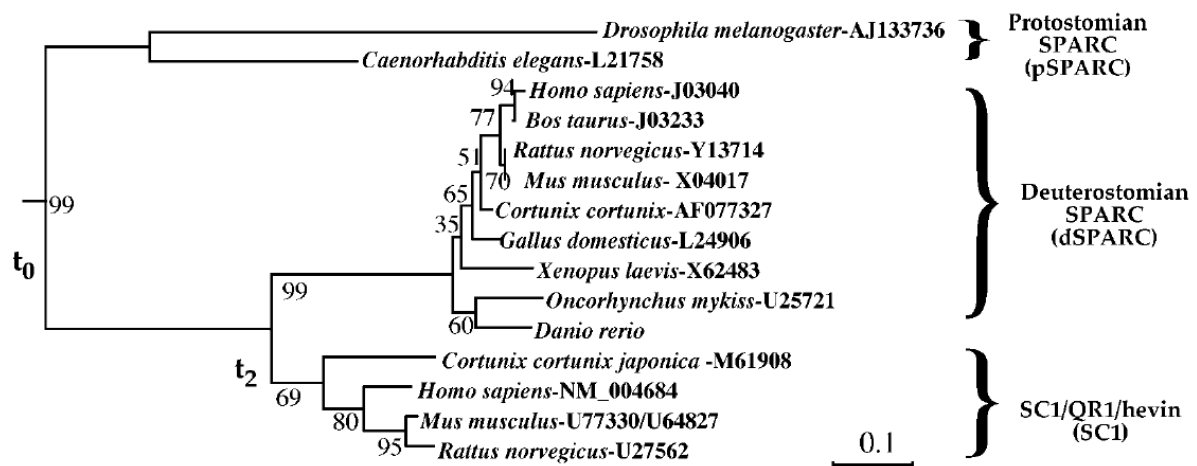 Drosophila melanogaster-AJ133736
Caenorhabditis elegans-L21758
Protostomian
SPARC
(pSPARC)
94
Homo sapiens-J03040
77
Bos taurus-J03233
51
Rattus norvegicus-Y13714
70
Mus musculus- X04017
65
Cortunix cortunix-AF077327
35
Gallus domesticus-L24906
Xenopus laevis-X62483
Oncorhynchus mykiss-U25721
60
Danio rerio
Deuterostomian
SPARC
(dSPARC)
99
t0
99
t2
69
Cortunix cortunix japonica -M61908
Homo sapiens-NM_004684
80
Mus musculus-U77330/U64827
95
Rattus norvegicus-U27562
SC1/QR1/hevin
(SC1)
0.1